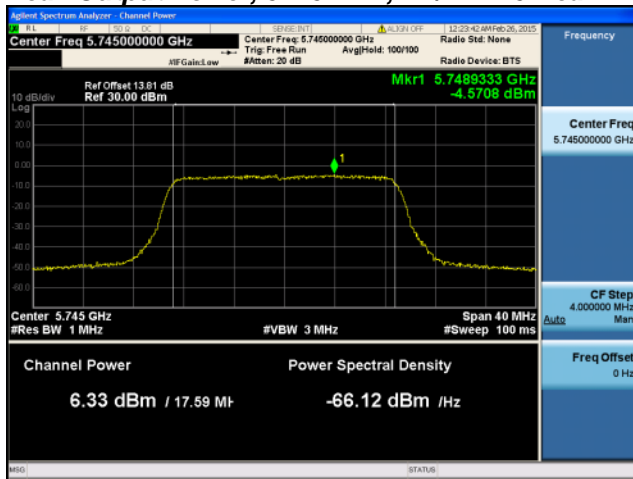 Agilent Spectrum Analyzer - Channel Power
RL RF 50 Ω DC SENSE:INT ALIGN OFF 12:23:42 AM Feb 26, 2015
Center Freq 5.745000000 GHz
Center Freq: 5.745000000 GHz
Radio Std: None
Trig: Free Run Avg|Hold: 100/100
#IFGain:Low #Atten: 20 dB Radio Device: BTS
Frequency
Mkr1 5.7489333 GHz
-4.5708 dBm
Ref Offset 13.81 dB
10 dB/div Ref 30.00 dBm
Log
20.0
10.0
0.00
-10.0
-20.0
-30.0
-40.0
-50.0
-60.0
1
Center Freq
5.745000000 GHz
Center 5.745 GHz Span 40 MHz
#Res BW 1 MHz #VBW 3 MHz #Sweep 100 ms
CF Step
4.000000 MHz
Auto Man
Channel Power Power Spectral Density
6.33 dBm / 17.59 MH -66.12 dBm /Hz
Freq Offset
0 Hz
MSG STATUS